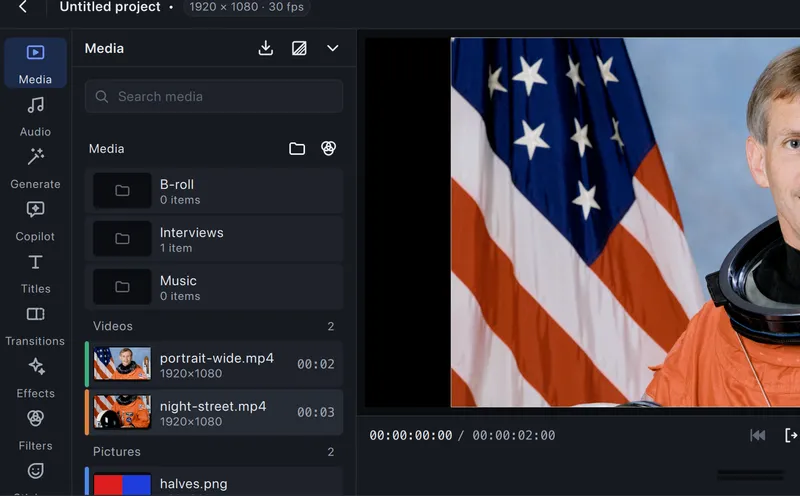 Untitled project •
1920 × 1080 · 30 fps
Media
Media
Search media
Audio
Media
Generate
B-roll
0 items
Copilot
Interviews
1 item
Titles
Music
0 items
Transitions
Videos 2
portrait-wide.mp4 00:02
1920×1080
Effects
night-street.mp4 00:03
1920×1080
Filters
Pictures 2
halves.png
00:00:00:00 / 00:00:02:00